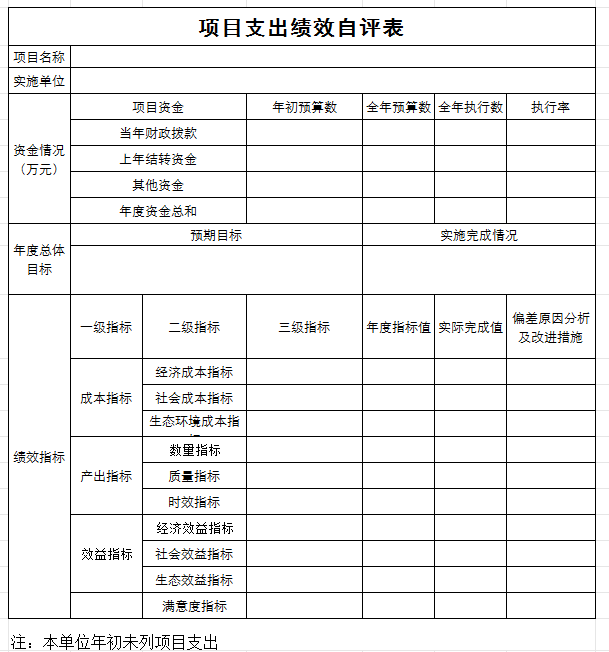 项目支出绩效自评表
项目名称
实施单位
资金情况
（万元）
项目资金 年初预算数 全年预算数 全年执行数 执行率
当年财政拨款
上年结转资金
其他资金
年度资金总和
年度总体
目标
预期目标 实施完成情况
绩效指标
一级指标 二级指标 三级指标 年度指标值 实际完成值 偏差原因分析
及改进措施
成本指标
经济成本指标
社会成本指标
生态环境成本指
产出指标
数量指标
质量指标
时效指标
效益指标
经济效益指标
社会效益指标
生态效益指标
满意度指标
注：本单位年初未列项目支出